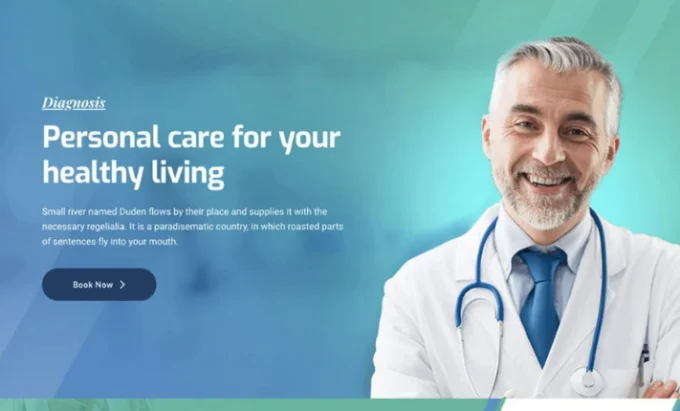 Diagnosis
Personal care for your
healthy living
Small river named Duden flows by their place and supplies it with the
necessary regelialia. It is a paradisematic country, in which roasted parts
of sentences fly into your mouth.
Book Now